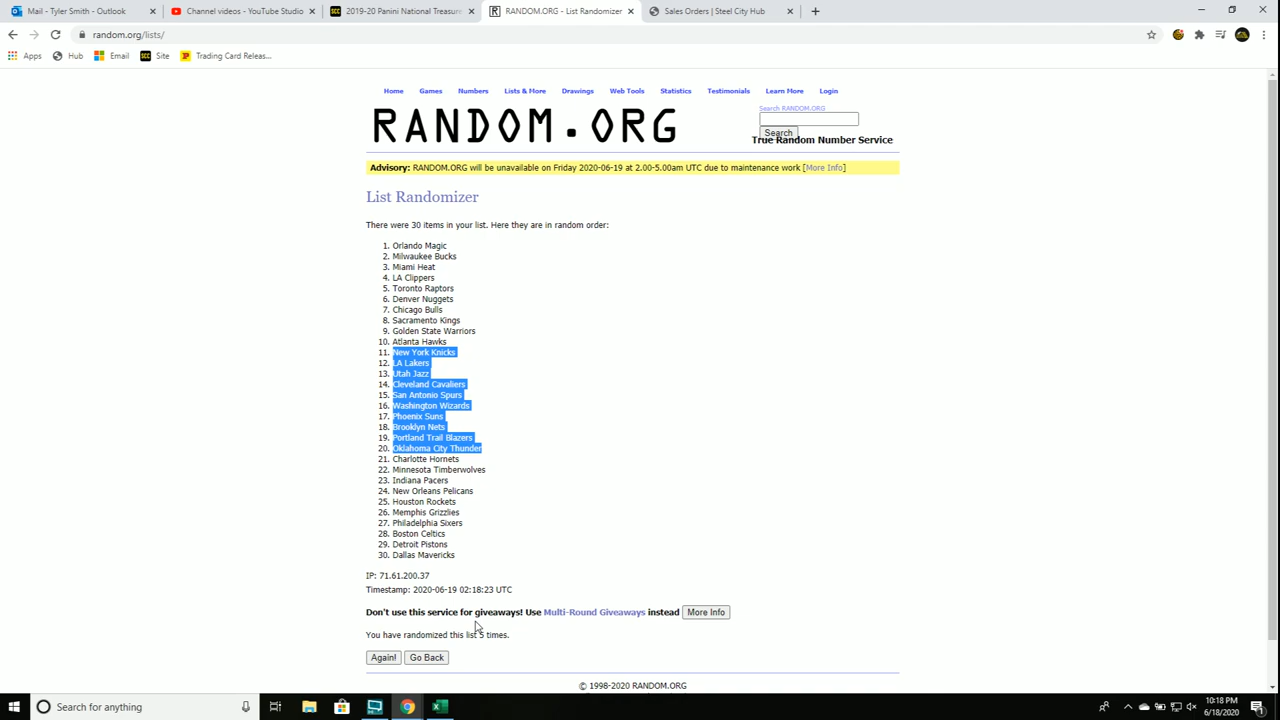 Mail - Tyler Smith - Outlook
Channel videos - YouTube Studio
2019-20 Panini National Treasur
RANDOM.ORG - List Randomizer
Sales Orders | Steel City Hub
random.org/lists/
Apps
Hub
Email
Site
Trading Card Releas...
Home Games Numbers Lists & More Drawings Web Tools Statistics Testimonials Learn More Login
RANDOM.ORG
Search RANDOM.ORG
Search
True Random Number Service
Advisory: RANDOM.ORG will be unavailable on Friday 2020-06-19 at 2.00-5.00am UTC due to maintenance work [More Info]
List Randomizer
There were 30 items in your list. Here they are in random order:
1. Orlando Magic
2. Milwaukee Bucks
3. Miami Heat
4. LA Clippers
5. Toronto Raptors
6. Denver Nuggets
7. Chicago Bulls
8. Sacramento Kings
9. Golden State Warriors
10. Atlanta Hawks
11. New York Knicks
12. LA Lakers
13. Utah Jazz
14. Cleveland Cavaliers
15. San Antonio Spurs
16. Washington Wizards
17. Phoenix Suns
18. Brooklyn Nets
19. Portland Trail Blazers
20. Oklahoma City Thunder
21. Charlotte Hornets
22. Minnesota Timberwolves
23. Indiana Pacers
24. New Orleans Pelicans
25. Houston Rockets
26. Memphis Grizzlies
27. Philadelphia Sixers
28. Boston Celtics
29. Detroit Pistons
30. Dallas Mavericks
IP: 71.61.200.37
Timestamp: 2020-06-19 02:18:23 UTC
Don't use this service for giveaways! Use Multi-Round Giveaways instead More Info
You have randomized this list 5 times.
Again! Go Back
© 1998-2020 RANDOM.ORG
Search for anything
10:18 PM
6/18/2020